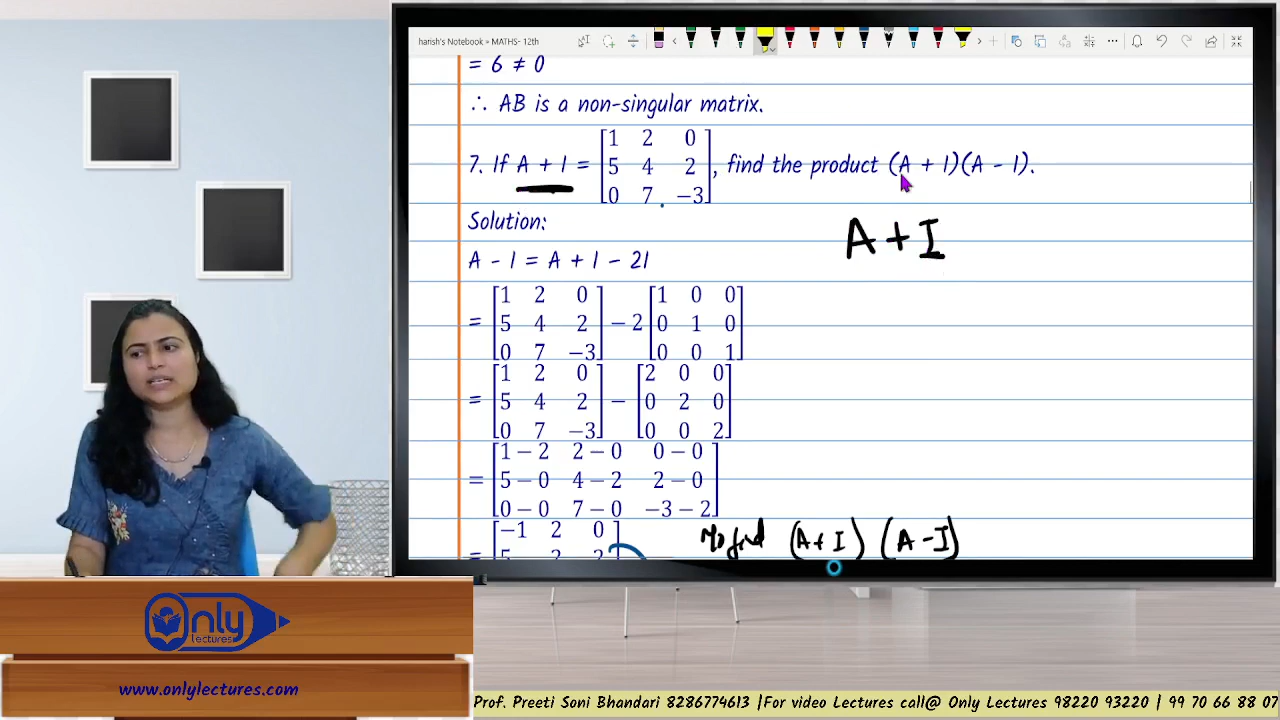 harish's Notebook » MATHS- 12th
= 6 ≠ 0
∴ AB is a non-singular matrix.
7. If A + I = [1 2 0
5 4 2
0 7 −3], find the product (A + I)(A - I).
A + I
Solution:
A - I = A + I - 2I
= [1 2 0
5 4 2
0 7 −3] − 2 [1 0 0
0 1 0
0 0 1]
= [1 2 0
5 4 2
0 7 −3] − [2 0 0
0 2 0
0 0 2]
= [1 − 2 2 − 0 0 − 0
5 − 0 4 − 2 2 − 0
0 − 0 7 − 0 −3 − 2]
= [−1 2 0
5 2 2
find (A + I) (A - I)
Only
lectures
www.onlylectures.com
Prof. Preeti Soni Bhandari 8286774613 |For video Lectures call@ Only Lectures 98220 93220 | 99 70 66 88 07